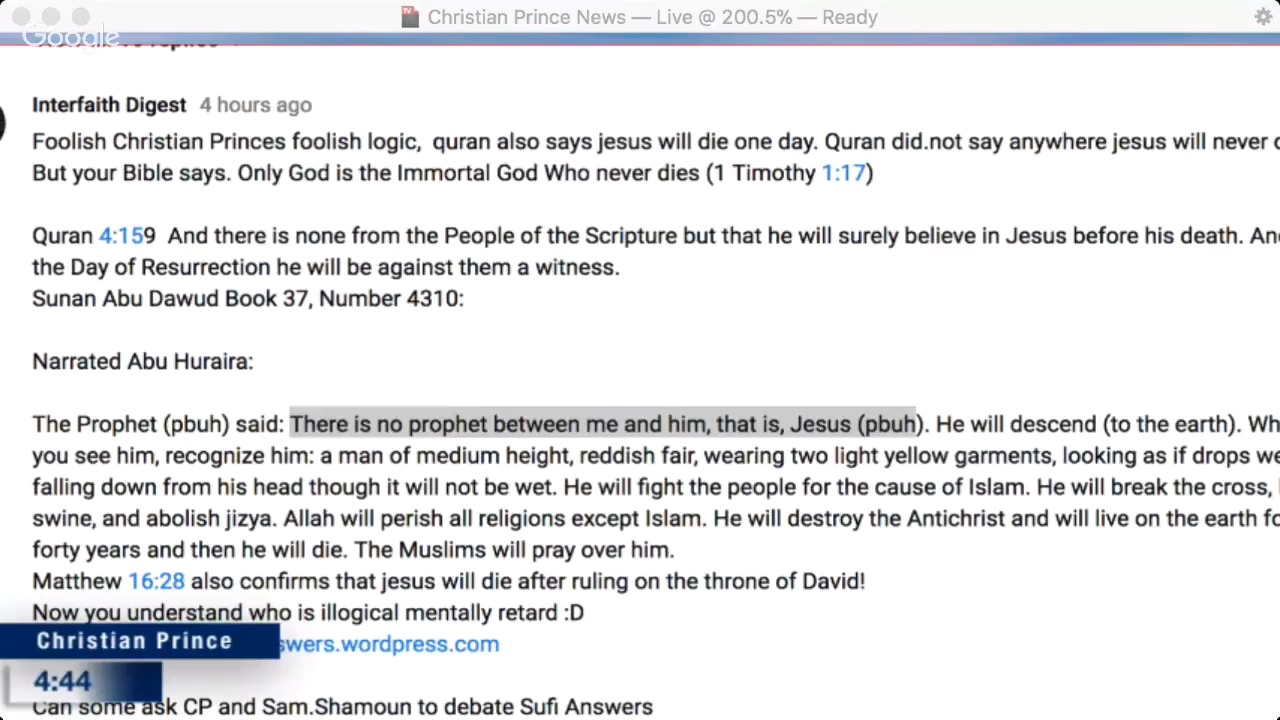 Christian Prince News — Live @ 200.5% — Ready
Google
Interfaith Digest 4 hours ago
Foolish Christian Princes foolish logic, quran also says jesus will die one day. Quran did.not say anywhere jesus will never
But your Bible says. Only God is the Immortal God Who never dies (1 Timothy 1:17)
Quran 4:159 And there is none from the People of the Scripture but that he will surely believe in Jesus before his death. And
the Day of Resurrection he will be against them a witness.
Sunan Abu Dawud Book 37, Number 4310:
Narrated Abu Huraira:
The Prophet (pbuh) said: There is no prophet between me and him, that is, Jesus (pbuh). He will descend (to the earth). Wh
you see him, recognize him: a man of medium height, reddish fair, wearing two light yellow garments, looking as if drops we
falling down from his head though it will not be wet. He will fight the people for the cause of Islam. He will break the cross,
swine, and abolish jizya. Allah will perish all religions except Islam. He will destroy the Antichrist and will live on the earth fo
forty years and then he will die. The Muslims will pray over him.
Matthew 16:28 also confirms that jesus will die after ruling on the throne of David!
Now you understand who is illogical mentally retard :D
Christian Prince
swers.wordpress.com
4:44
Can some ask CP and Sam.Shamoun to debate Sufi Answers